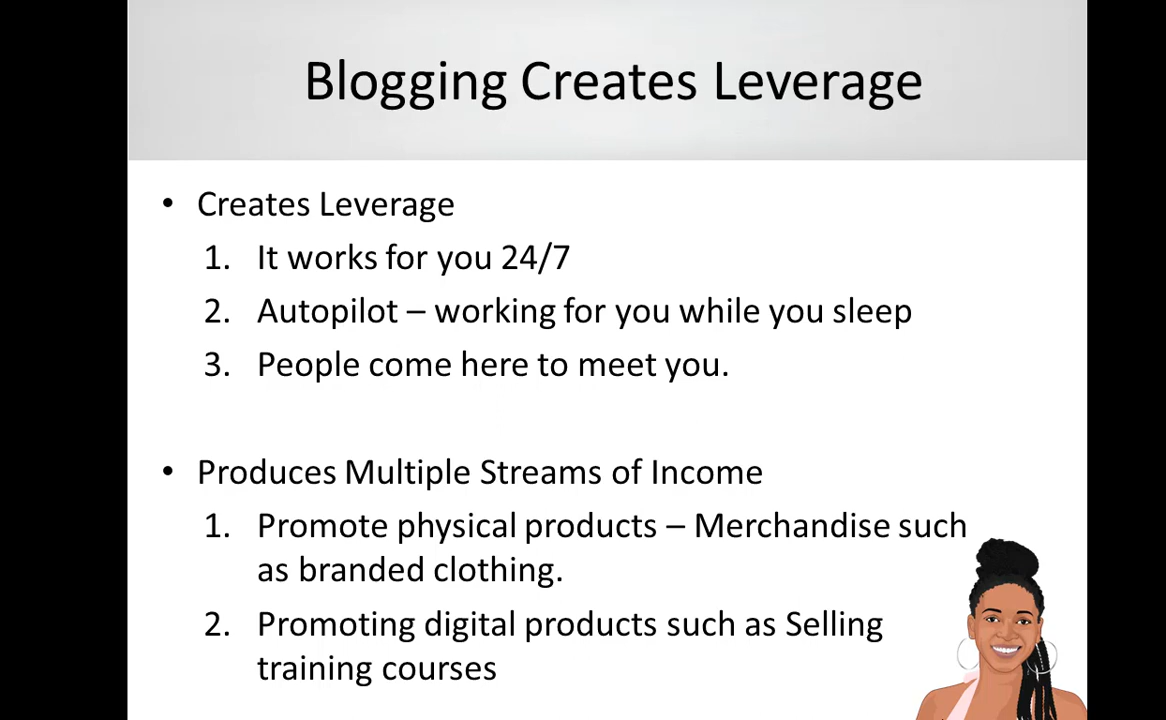 Blogging Creates Leverage
• Creates Leverage
1. It works for you 24/7
2. Autopilot – working for you while you sleep
3. People come here to meet you.
• Produces Multiple Streams of Income
1. Promote physical products – Merchandise such
as branded clothing.
2. Promoting digital products such as Selling
training courses